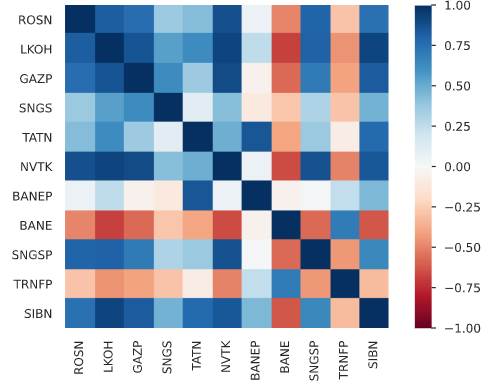 ROSN
LKOH
GAZP
SNGS
TATN
NVTK
BANEP
BANE
SNGSP
TRNFP
SIBN
ROSN LKOH GAZP SNGS TATN NVTK BANEP BANE SNGSP TRNFP SIBN
1.00
0.75
0.50
0.25
0.00
−0.25
−0.50
−0.75
−1.00